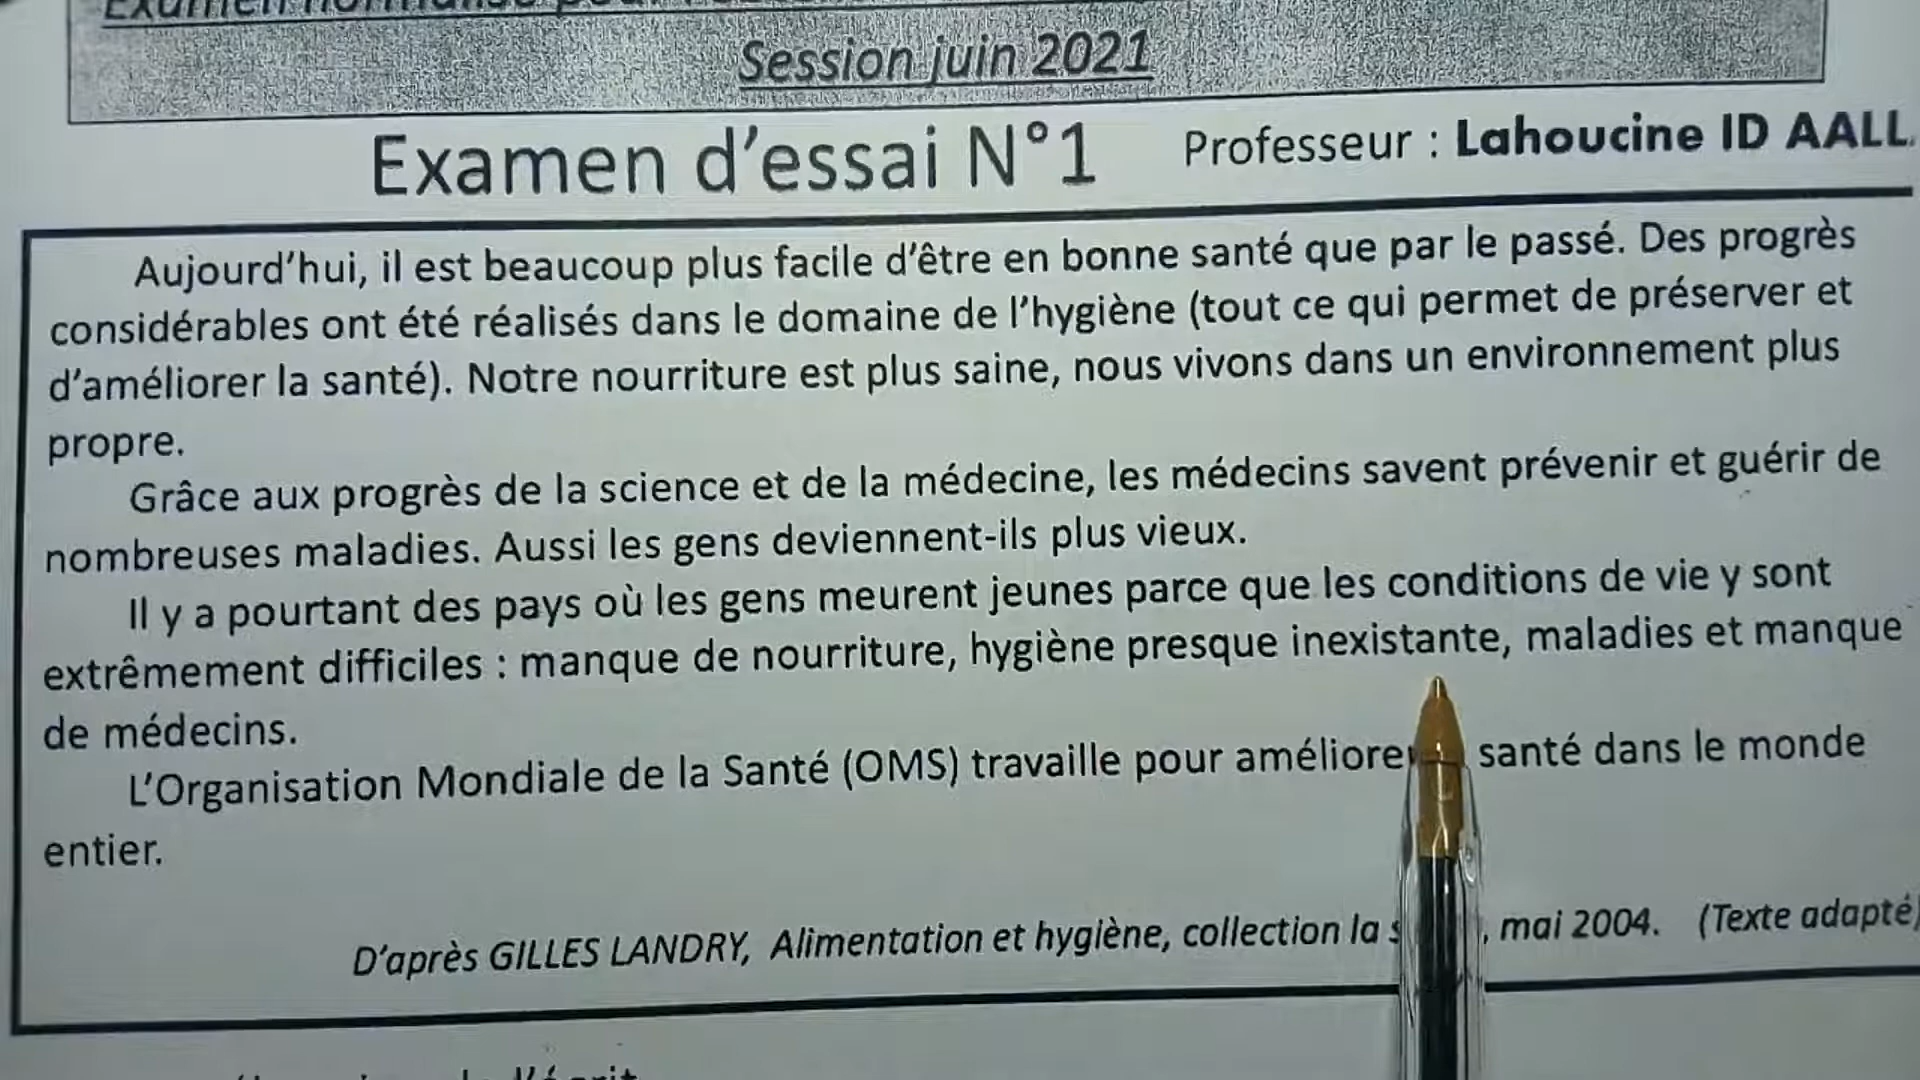 Session juin 2021
Examen d'essai N°1 Professeur : Lahoucine ID AALL
Aujourd'hui, il est beaucoup plus facile d'être en bonne santé que par le passé. Des progrès
considérables ont été réalisés dans le domaine de l'hygiène (tout ce qui permet de préserver et
d'améliorer la santé). Notre nourriture est plus saine, nous vivons dans un environnement plus
propre.
Grâce aux progrès de la science et de la médecine, les médecins savent prévenir et guérir de
nombreuses maladies. Aussi les gens deviennent-ils plus vieux.
Il y a pourtant des pays où les gens meurent jeunes parce que les conditions de vie y sont
extrêmement difficiles : manque de nourriture, hygiène presque inexistante, maladies et manque
de médecins.
L'Organisation Mondiale de la Santé (OMS) travaille pour améliorer santé dans le monde
entier.
D'après GILLES LANDRY, Alimentation et hygiène, collection la , mai 2004. (Texte adapté)